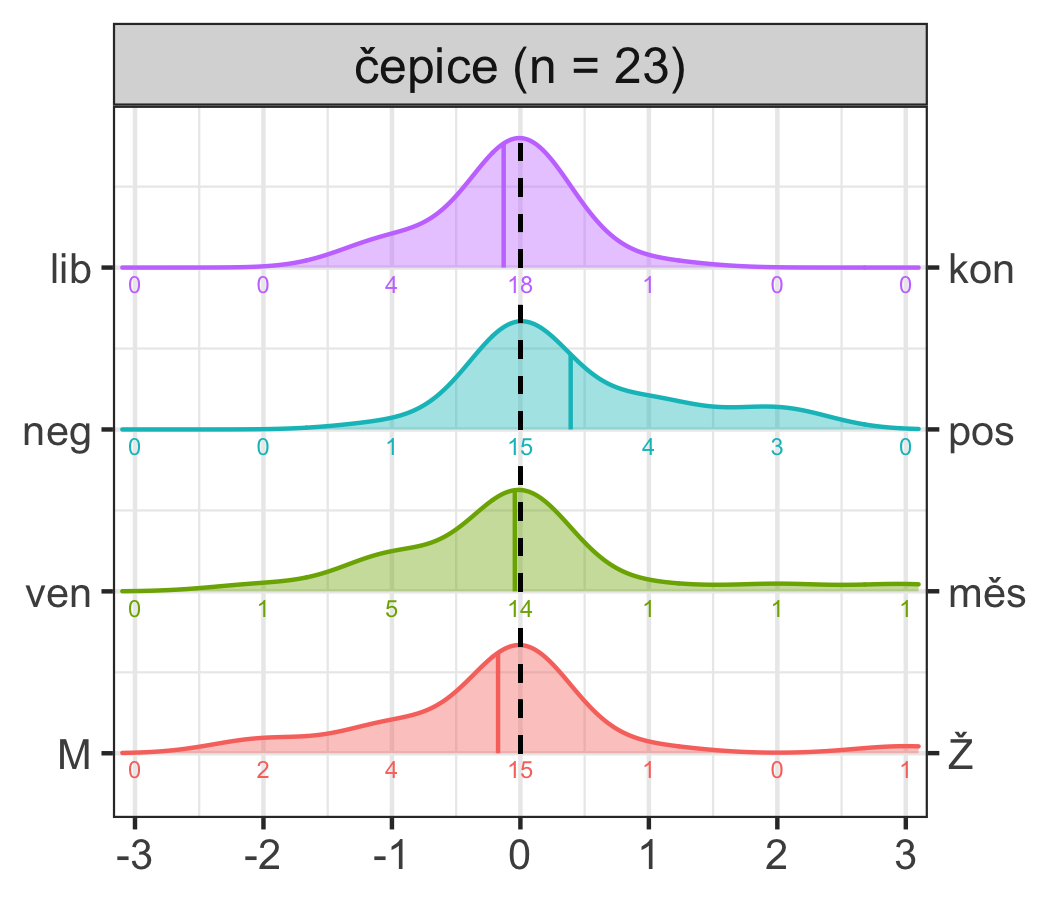 čepice (n = 23)
lib kon
0 0 4 18 1 0 0
neg pos
0 0 1 15 4 3 0
ven měs
0 1 5 14 1 1 1
M Ž
0 2 4 15 1 0 1
-3 -2 -1 0 1 2 3